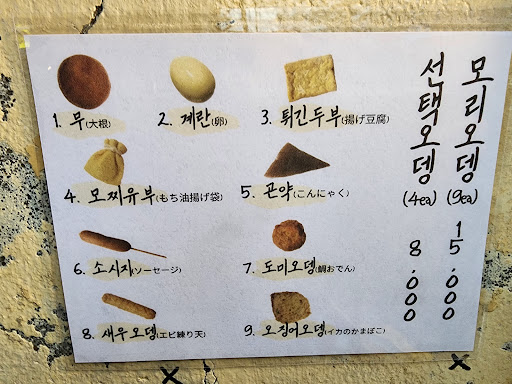 1. 무(大根)
2. 계란(卵)
3. 튀긴두부(揚げ豆腐)
4. 모찌유부(もち油揚げ袋)
5. 곤약(こんにゃく)
6. 소시지(ソーセージ)
7. 도미오뎅(鯛おでん)
8. 새우오뎅(エビ練り天)
9. 오징어오뎅(イカのかまぼこ)
모리오뎅(9ea) 15.000
선택오뎅(4ea) 8.000